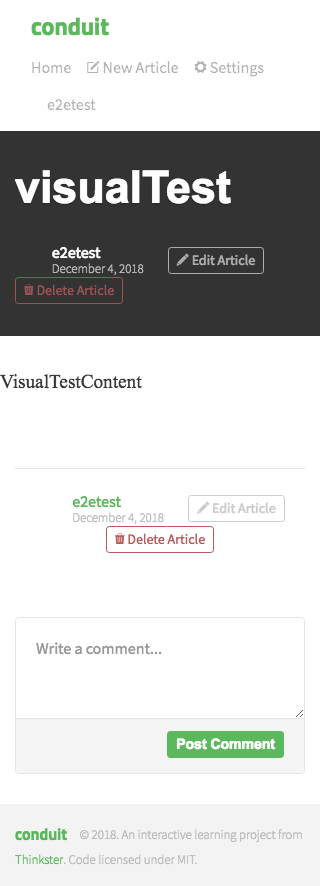 conduit
Home New Article Settings
e2etest
visualTest
e2etest
December 4, 2018
Edit Article
Delete Article
VisualTestContent
e2etest
December 4, 2018
Edit Article
Delete Article
Write a comment...
Post Comment
conduit © 2018. An interactive learning project from
Thinkster. Code licensed under MIT.